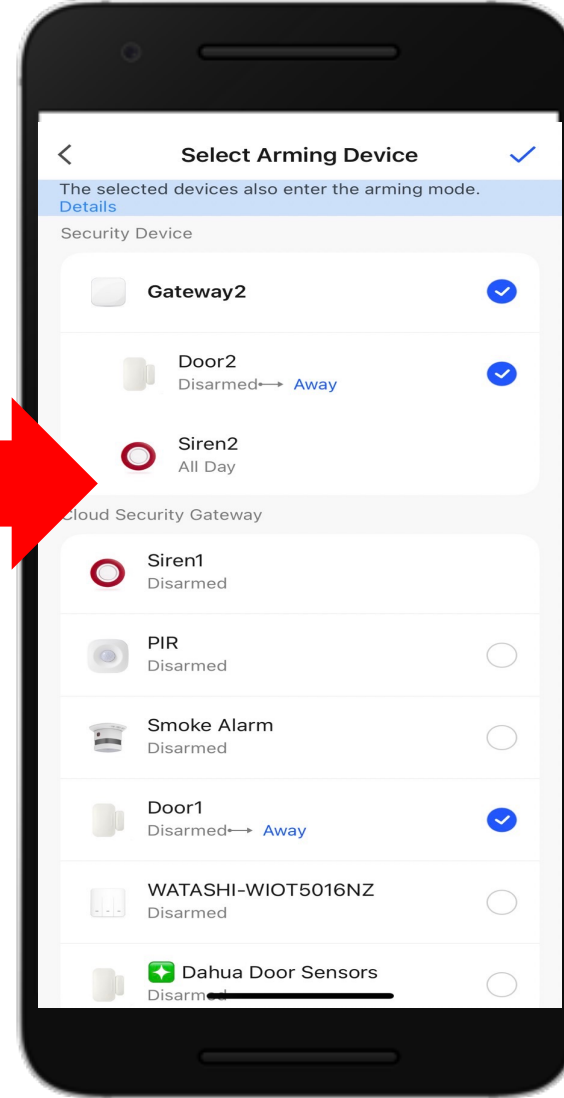 Select Arming Device
The selected devices also enter the arming mode.
Details
Security Device
Gateway2
Door2
Disarmed Away
Siren2
All Day
Cloud Security Gateway
Siren1
Disarmed
PIR
Disarmed
Smoke Alarm
Disarmed
Door1
Disarmed Away
WATASHI-WIOT5016NZ
Disarmed
Dahua Door Sensors
Disarmed